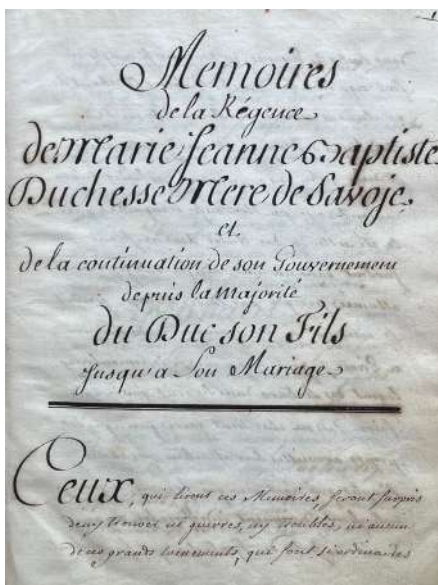 Memoires
de la Régence
de Marie Jeanne Baptiste
Duchesse Mere de Savoje
et
de la continuation de son Gouvernement
depuis la Majorité
du Duc son Fils
jusqu'a son Mariage
Ceux, qui liront ces Memoires, seront surpris
de n'y trouver ni guerres, ny troubles, ni aucun
de ces grands evenements, qui sont si ordinaires